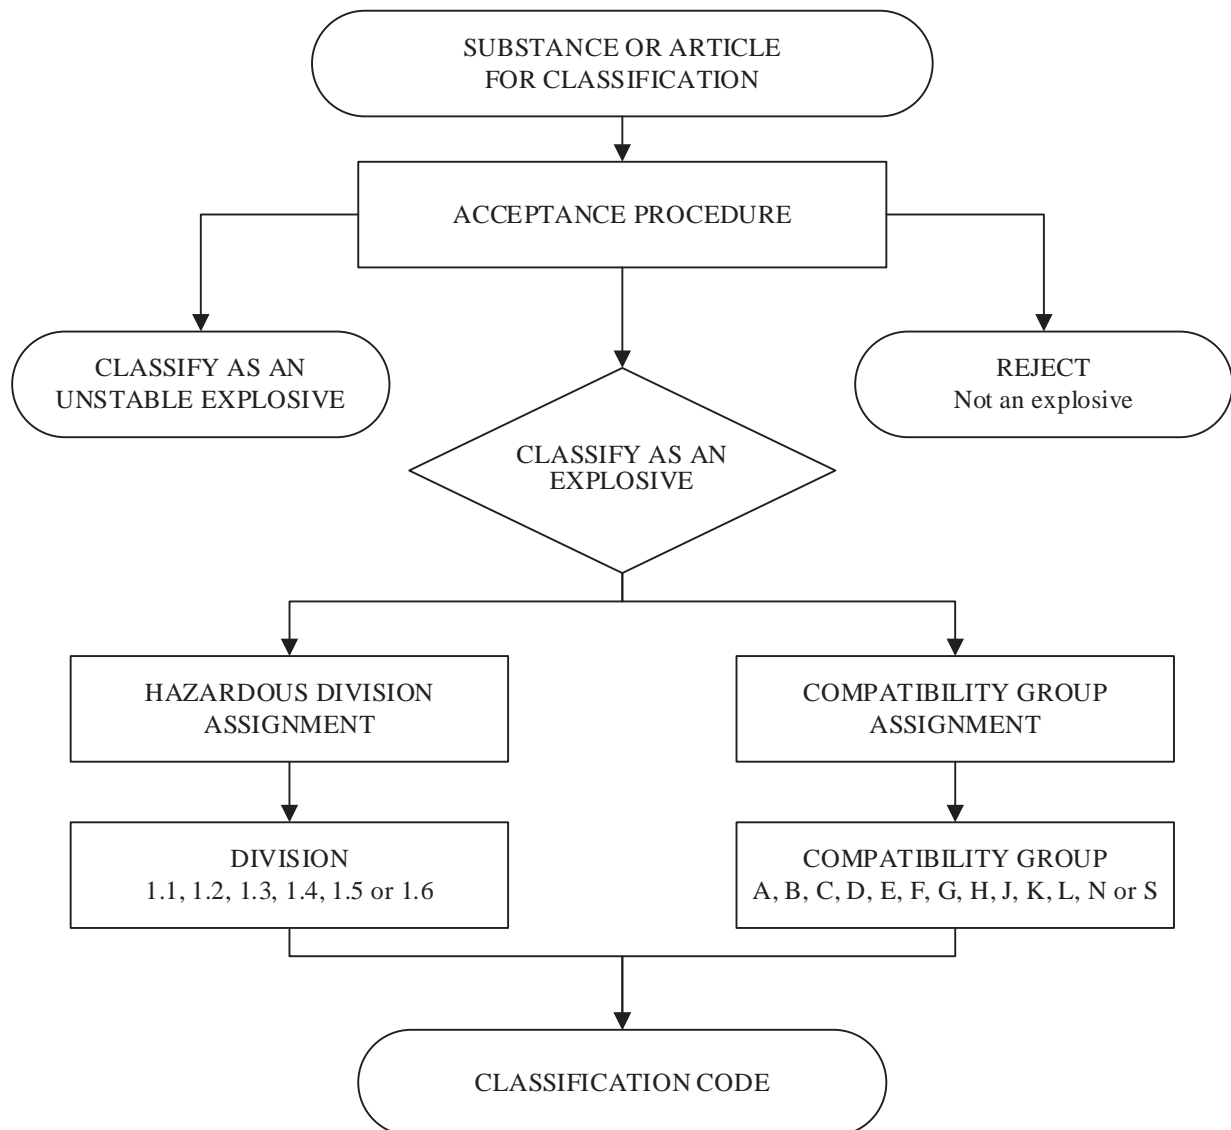 SUBSTANCE OR ARTICLE
FOR CLASSIFICATION
ACCEPTANCE PROCEDURE
CLASSIFY AS AN
UNSTABLE EXPLOSIVE
REJECT
Not an explosive
CLASSIFY AS AN
EXPLOSIVE
HAZARDOUS DIVISION
ASSIGNMENT
COMPATIBILITY GROUP
ASSIGNMENT
DIVISION
1.1, 1.2, 1.3, 1.4, 1.5 or 1.6
COMPATIBILITY GROUP
A, B, C, D, E, F, G, H, J, K, L, N or S
CLASSIFICATION CODE